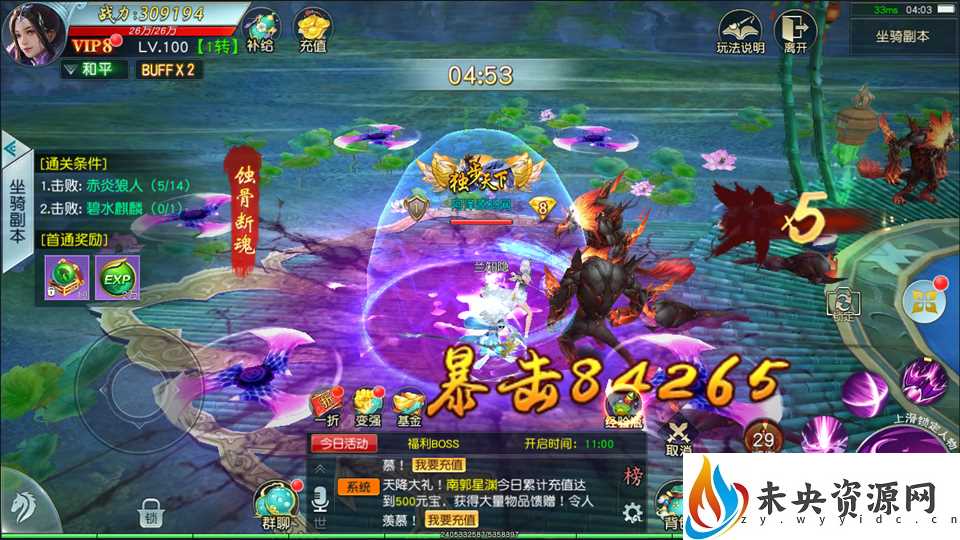 战力:309194
26万/26万
VIP8
LV.100【1转】
和平
BUFF X 2
补给
充值
04:53
玩法说明
离开
33ms 04:03
坐骑副本
坐骑副本
[通关条件]
1.击败: 赤炎狼人（5/14）
2.击败: 碧水麒麟（0/1）
[首通奖励]
EXP
蚀骨断魂
独步天下
8
兰知隐
x5
锁定
暴击84265
一折
变强
基金
经验瓶
取消
29
上滑锁定人物
今日活动
福利BOSS
开启时间: 11:00
慕！ 我要充值
系统 天降大礼！南郭星渊今日累计充值达
到500元宝、获得大量物品馈赠！令人
羡慕！ 我要充值
世
榜
锁
群聊
未央资源网
zy.wyyidc.cn
2405332587/5358397